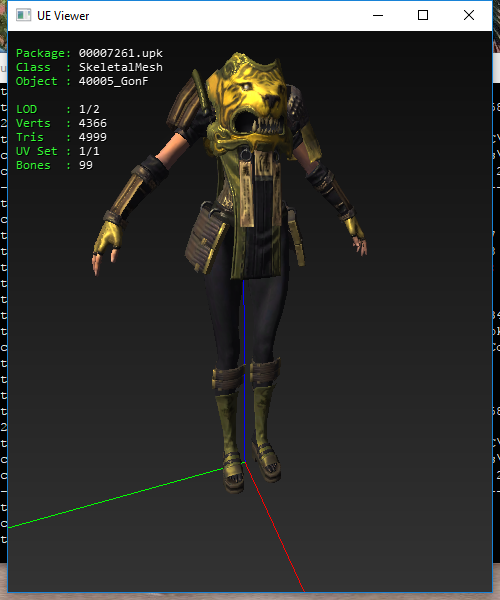 UE Viewer
Package: 00007261.upk
Class  : SkeletalMesh
Object : 40005_GonF
LOD    : 1/2
Verts  : 4366
Tris   : 4999
UV Set : 1/1
Bones  : 99